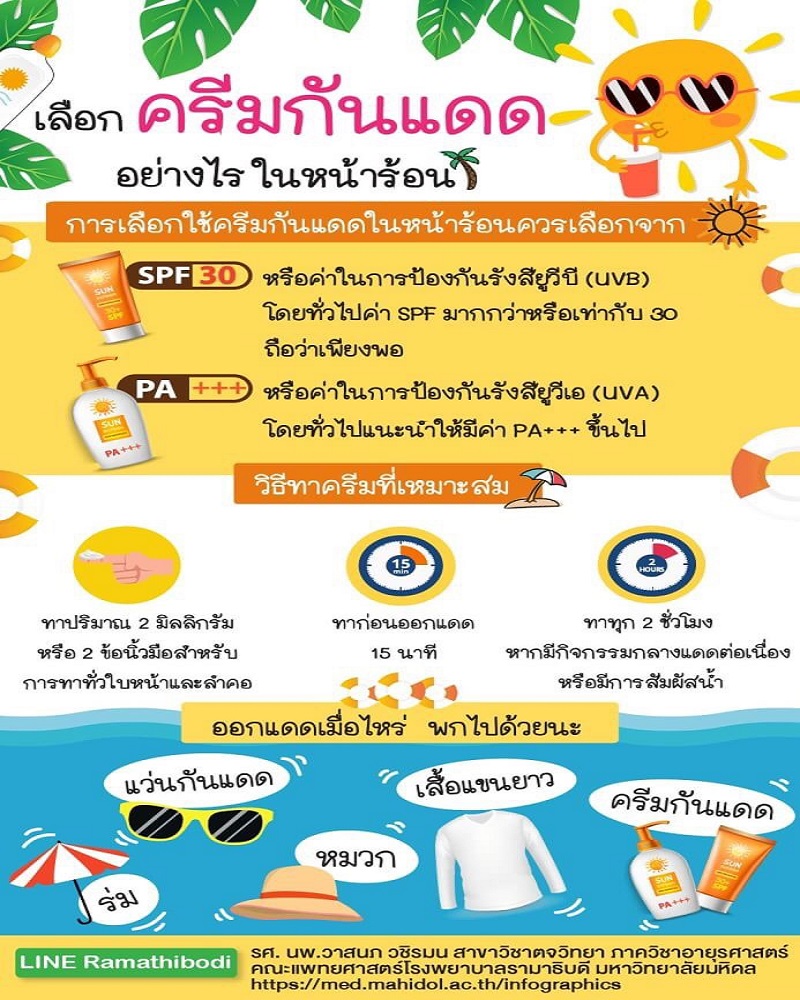 เลือก ครีมกันแดด
อย่างไร ในหน้าร้อน
การเลือกใช้ครีมกันแดดในหน้าร้อนควรเลือกจาก
SPF 30 หรือค่าในการป้องกันรังสียูวีบี (UVB)
โดยทั่วไปค่า SPF มากกว่าหรือเท่ากับ 30
ถือว่าเพียงพอ
SUN
SPF
PA +++ หรือค่าในการป้องกันรังสียูวีเอ (UVA)
โดยทั่วไปแนะนำให้มีค่า PA+++ ขึ้นไป
SUN
PA+++
วิธีทาครีมที่เหมาะสม
ทาปริมาณ 2 มิลลิกรัม
หรือ 2 ข้อนิ้วมือสำหรับ
การทาทั่วใบหน้าและลำคอ
15
min
ทาก่อนออกแดด
15 นาที
2
HOURS
ทาทุก 2 ชั่วโมง
หากมีกิจกรรมกลางแดดต่อเนื่อง
หรือมีการสัมผัสน้ำ
ออกแดดเมื่อไหร่ พกไปด้วยนะ
แว่นกันแดด
เสื้อแขนยาว
ครีมกันแดด
หมวก
ร่ม
SUN
PA+++
SUN
SPF
LINE Ramathibodi
รศ. นพ.วาสนภ วชิรมน สาขาวิชาตจวิทยา ภาควิชาอายุรศาสตร์
คณะแพทยศาสตร์โรงพยาบาลรามาธิบดี มหาวิทยาลัยมหิดล
https://med.mahidol.ac.th/infographics